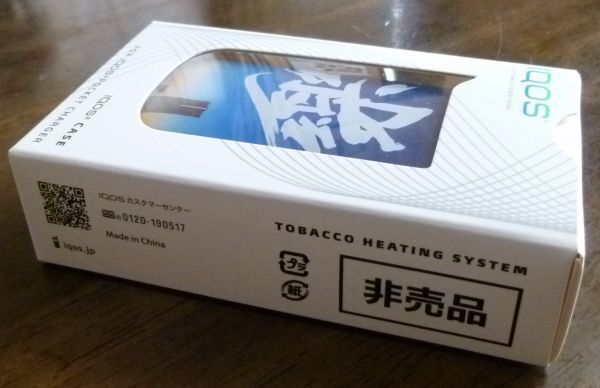 IQOS
FOR IQOS/POCKET CHARGER
IQOS® CASE
IQOS カスタマーセンター
0120-190517
Made in China
iqos.jp
TOBACCO HEATING SYSTEM
プラ
紙
非売品